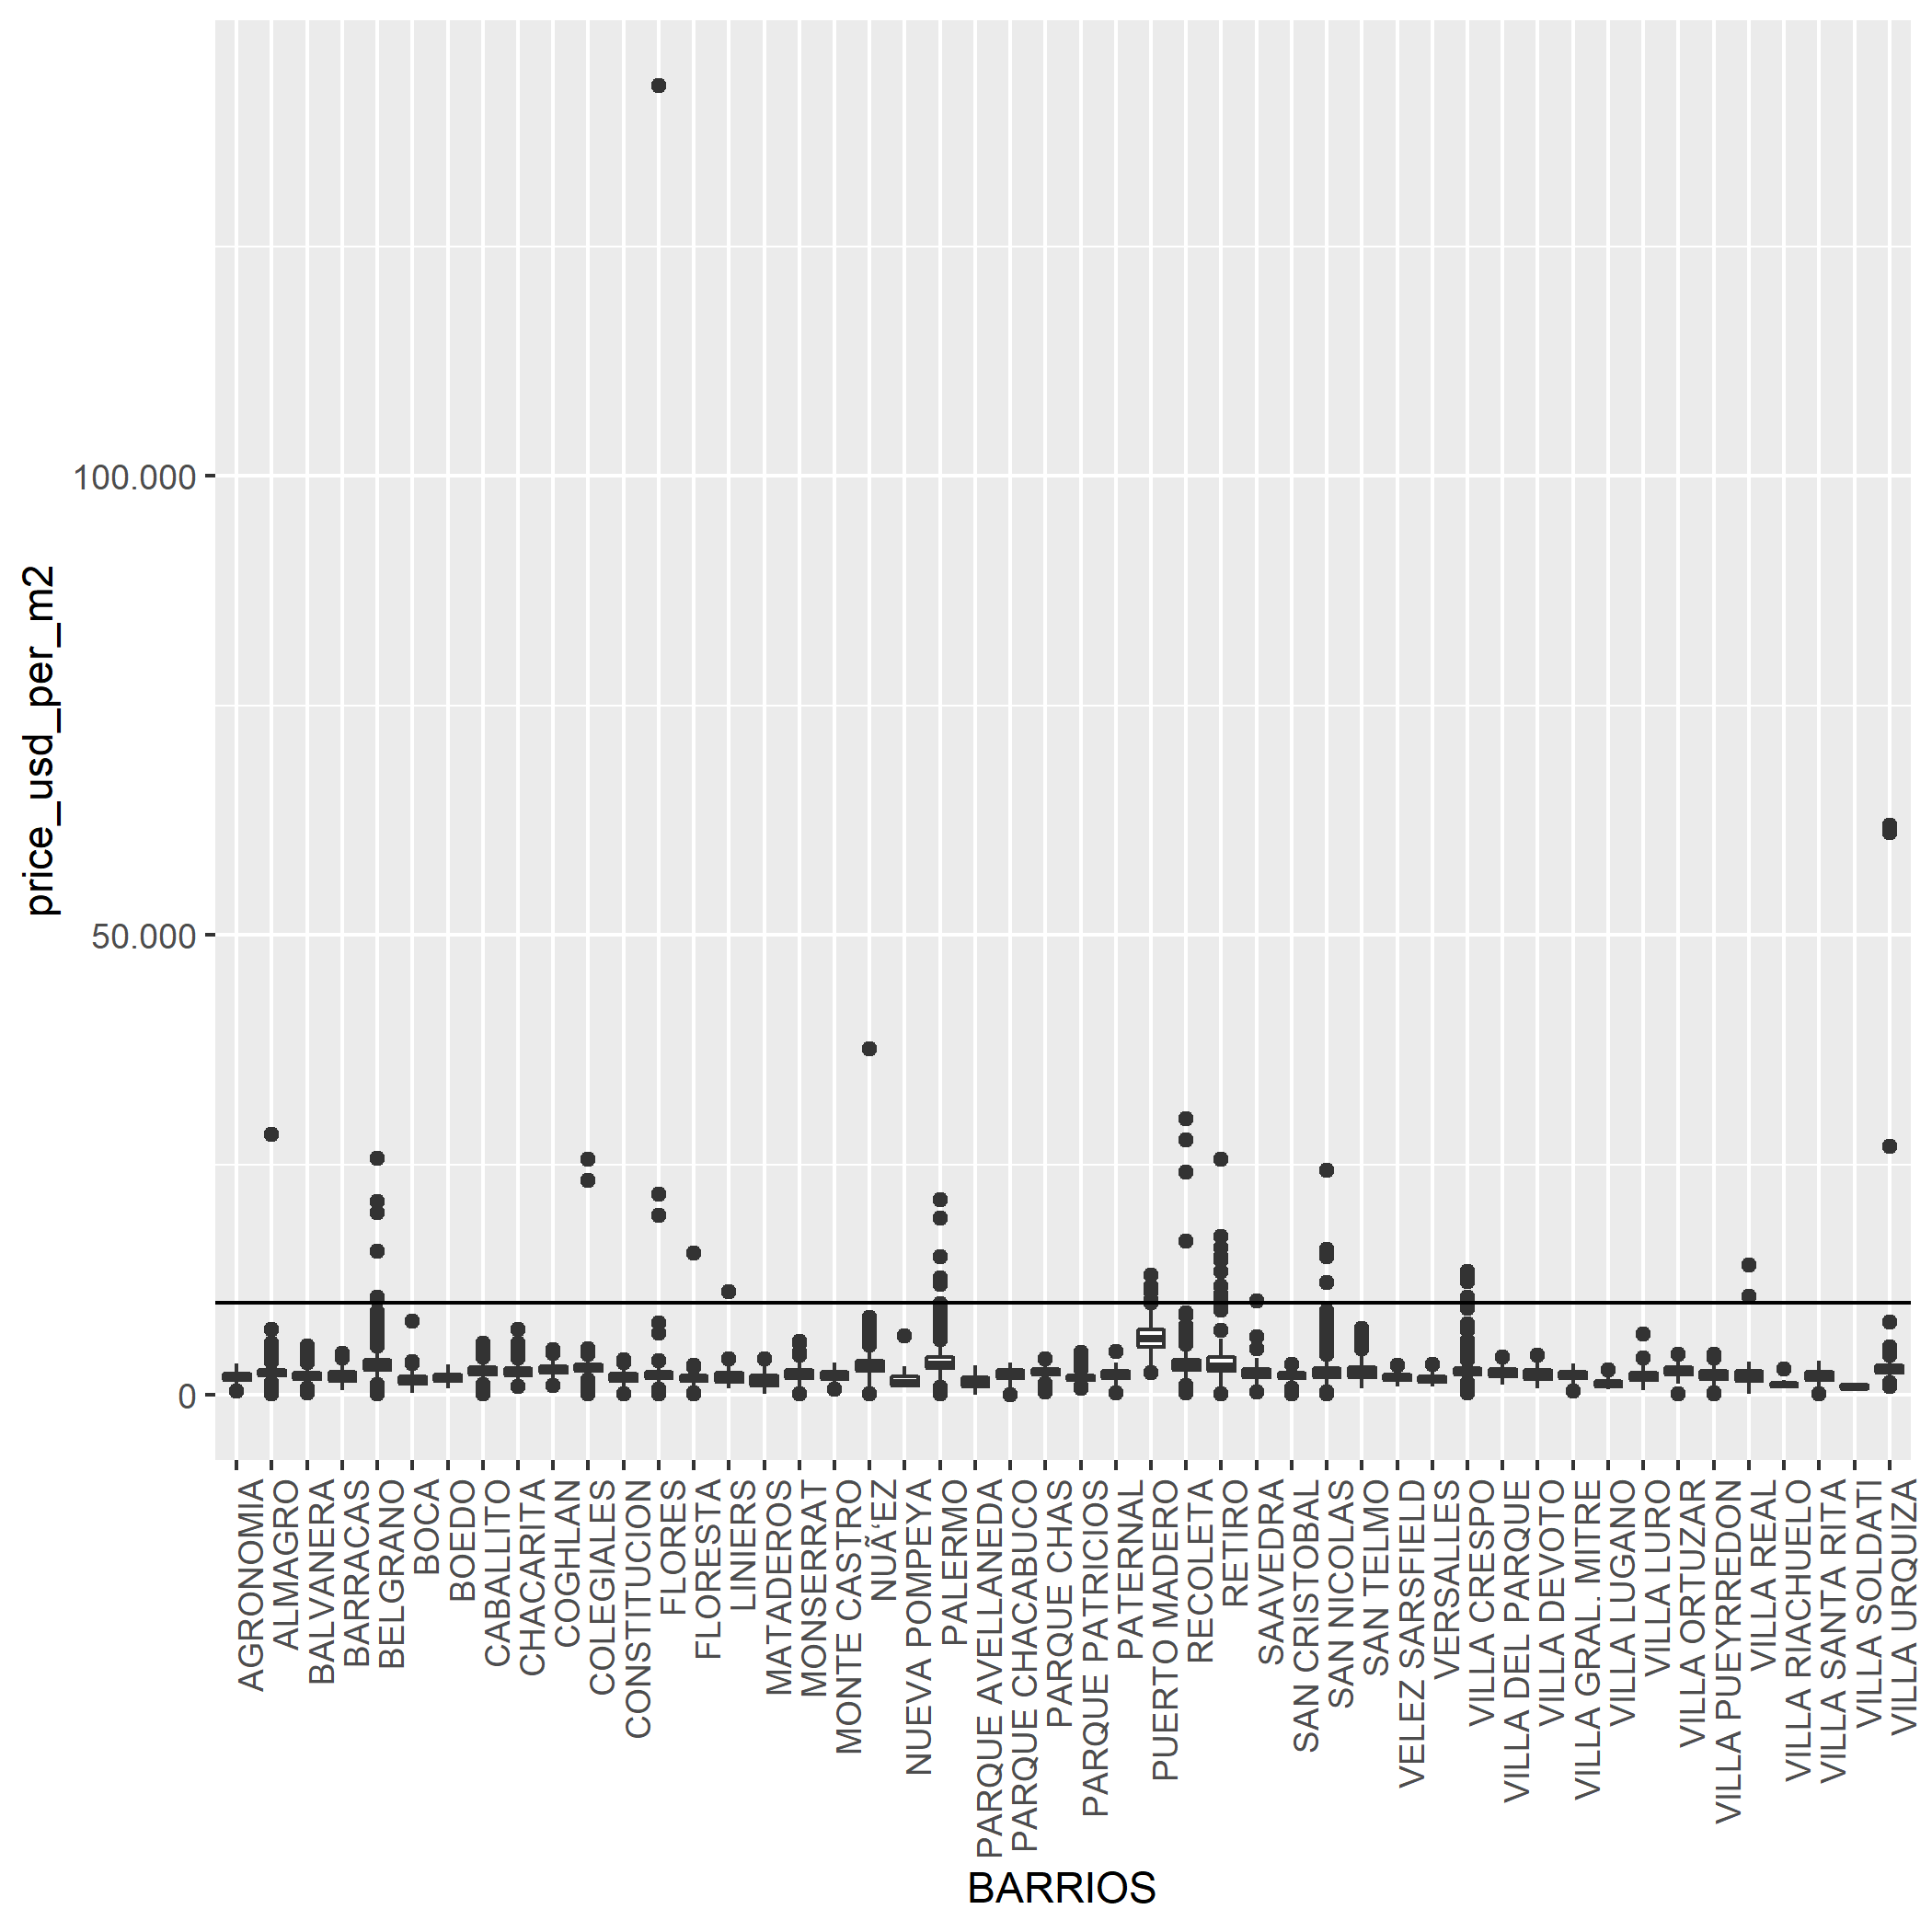 price_usd_per_m2
100.000
50.000
0
AGRONOMIA
ALMAGRO
BALVANERA
BARRACAS
BELGRANO
BOCA
BOEDO
CABALLITO
CHACARITA
COGHLAN
COLEGIALES
CONSTITUCION
FLORES
FLORESTA
LINIERS
MATADEROS
MONSERRAT
MONTE CASTRO
NUÃ‘EZ
NUEVA POMPEYA
PALERMO
PARQUE AVELLANEDA
PARQUE CHACABUCO
PARQUE CHAS
PARQUE PATRICIOS
PATERNAL
PUERTO MADERO
RECOLETA
RETIRO
SAAVEDRA
SAN CRISTOBAL
SAN NICOLAS
SAN TELMO
VELEZ SARSFIELD
VERSALLES
VILLA CRESPO
VILLA DEL PARQUE
VILLA DEVOTO
VILLA GRAL. MITRE
VILLA LUGANO
VILLA LURO
VILLA ORTUZAR
VILLA PUEYRREDON
VILLA REAL
VILLA RIACHUELO
VILLA SANTA RITA
VILLA SOLDATI
VILLA URQUIZA
BARRIOS